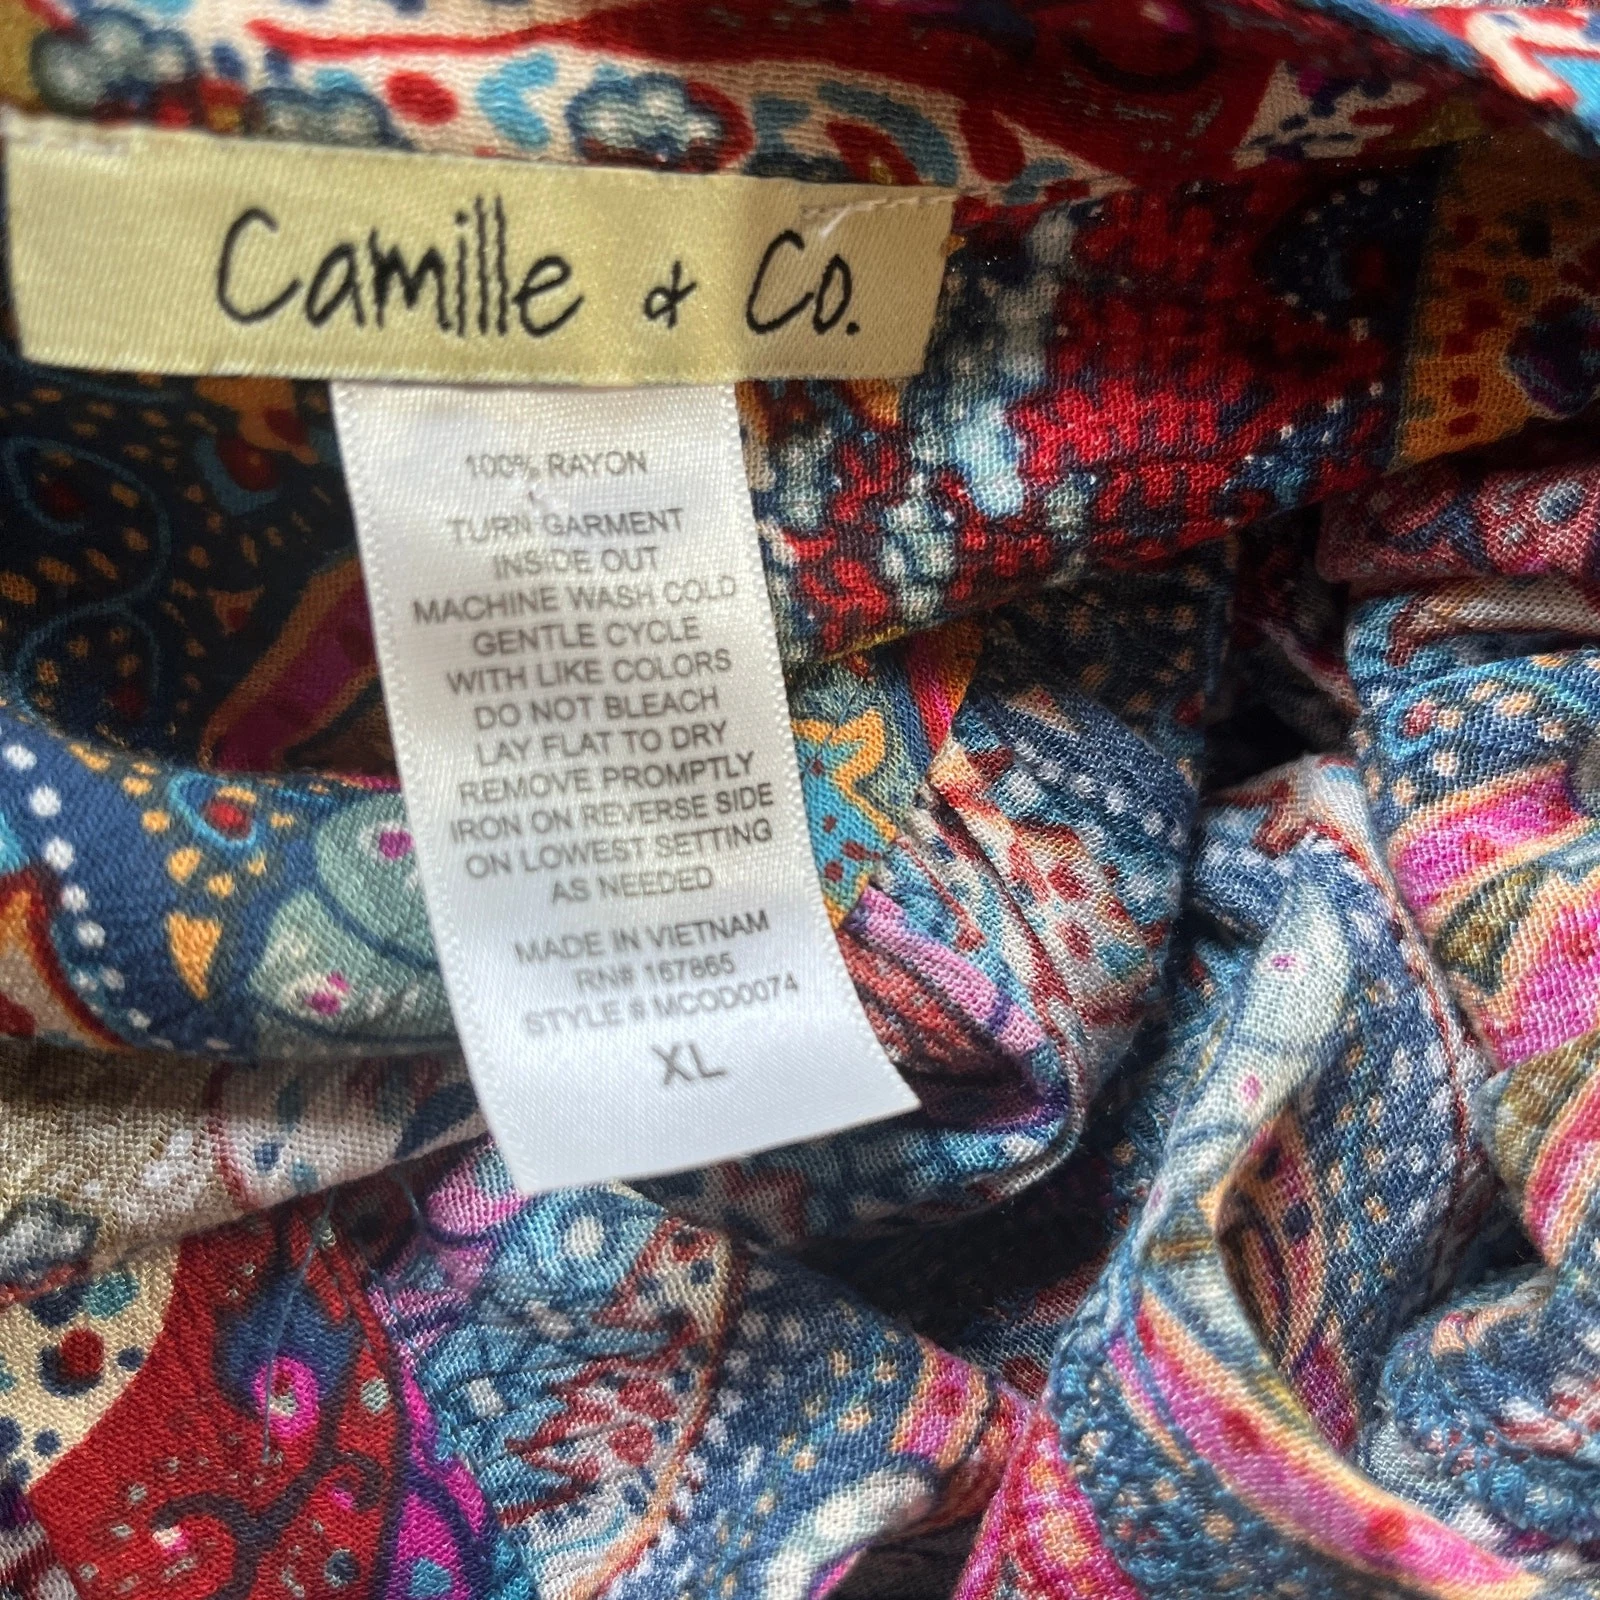 Camille & Co.
100% RAYON
TURN GARMENT
INSIDE OUT
MACHINE WASH COLD
GENTLE CYCLE
WITH LIKE COLORS
DO NOT BLEACH
LAY FLAT TO DRY
REMOVE PROMPTLY
IRON ON REVERSE SIDE
ON LOWEST SETTING
AS NEEDED
MADE IN VIETNAM
RN# 167865
STYLE # MCOD0074
XL